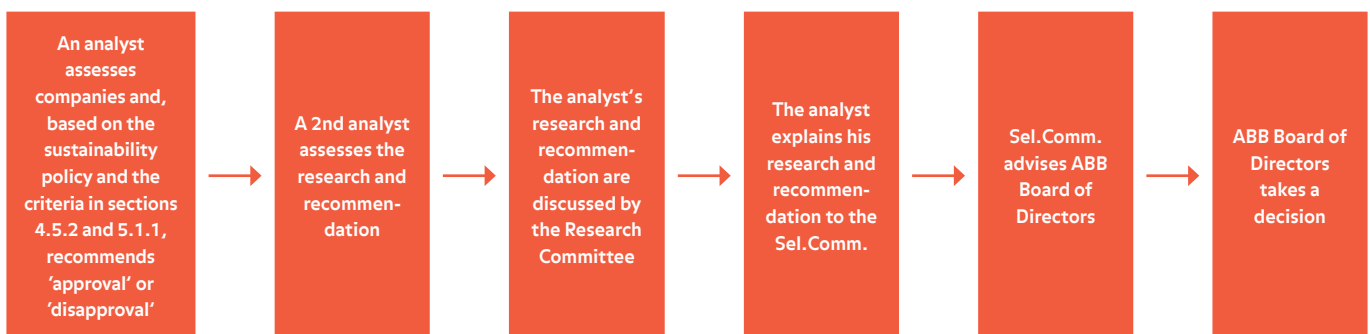 An analyst
assesses
companies and,
based on the
sustainability
policy and the
criteria in sections
4.5.2 and 5.1.1,
recommends
'approval' or
'disapproval'
A 2nd analyst
assesses the
research and
recommen-
dation
The analyst's
research and
recommen-
dation are
discussed by
the Research
Committee
The analyst
explains his
research and
recommen-
dation to the
Sel.Comm.
Sel.Comm.
advises ABB
Board of
Directors
ABB Board of
Directors
takes a
decision